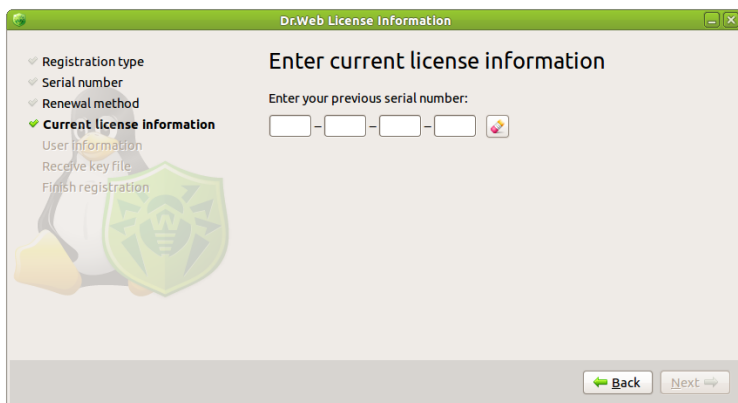 Dr.Web License Information
Registration type
Serial number
Renewal method
Current license information
User information
Receive key file
Finish registration
Enter current license information
Enter your previous serial number:
– – –
Back
Next